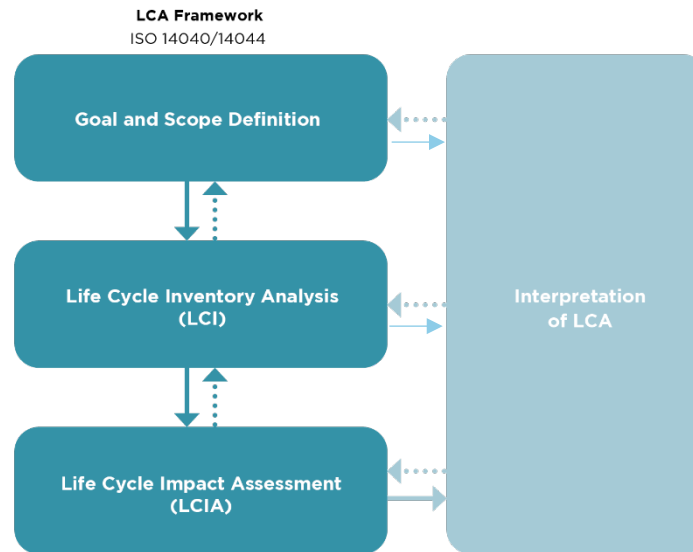 LCA Framework
ISO 14040/14044
Goal and Scope Definition
Life Cycle Inventory Analysis
(LCI)
Interpretation
of LCA
Life Cycle Impact Assessment
(LCIA)